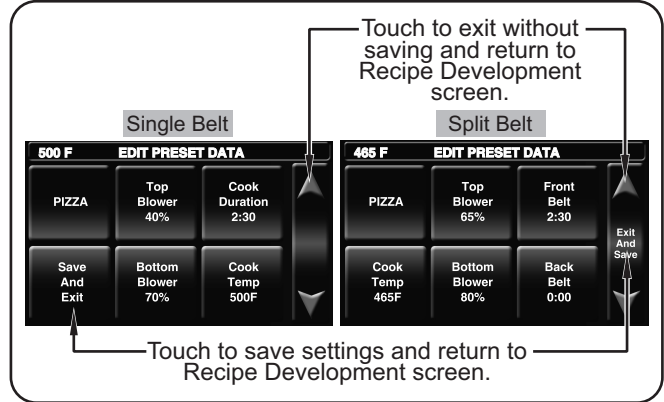 Touch to exit without
saving and return to
Recipe Development
screen.
Single Belt
500 F EDIT PRESET DATA
PIZZA
Top
Blower
40%
Cook
Duration
2:30
Save
And
Exit
Bottom
Blower
70%
Cook
Temp
500F
Split Belt
465 F EDIT PRESET DATA
PIZZA
Top
Blower
65%
Front
Belt
2:30
Exit
And
Save
Cook
Temp
465F
Bottom
Blower
80%
Back
Belt
0:00
Touch to save settings and return to
Recipe Development screen.